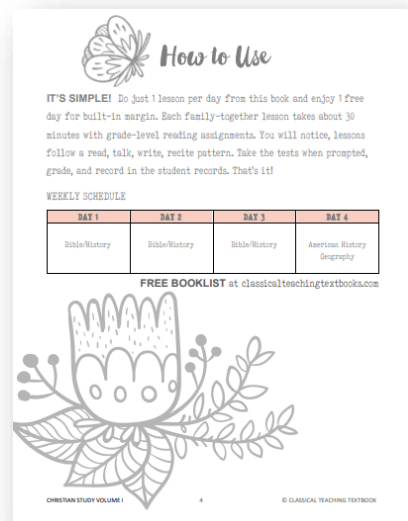 How to Use
IT'S SIMPLE! Do just 1 lesson per day from this book and enjoy 1 free
day for built-in margin. Each family-together lesson takes about 30
minutes with grade-level reading assignments. You will notice, lessons
follow a read, talk, write, recite pattern. Take the tests when prompted,
grade, and record in the student records. That's it!
WEEKLY SCHEDULE
DAY 1 DAY 2 DAY 3 DAY 4
Bible/History Bible/History Bible/History American History
Geography
FREE BOOKLIST at classicalteachingtextbooks.com
CHRISTIAN STUDY VOLUME I 4 © CLASSICAL TEACHING TEXTBOOK